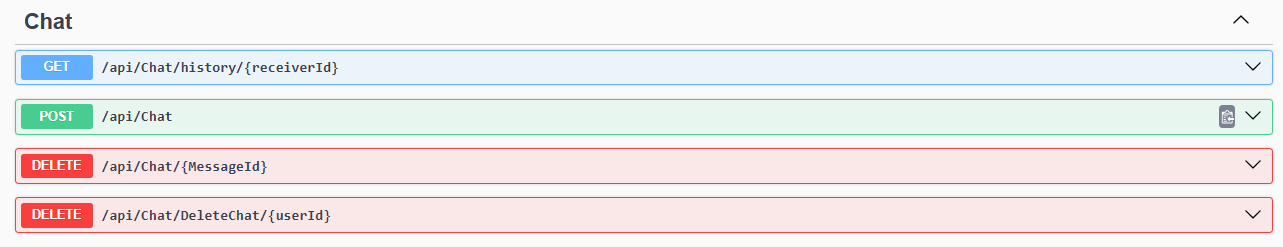 Chat
GET /api/Chat/history/{receiverId}
POST /api/Chat
DELETE /api/Chat/{MessageId}
DELETE /api/Chat/DeleteChat/{userId}